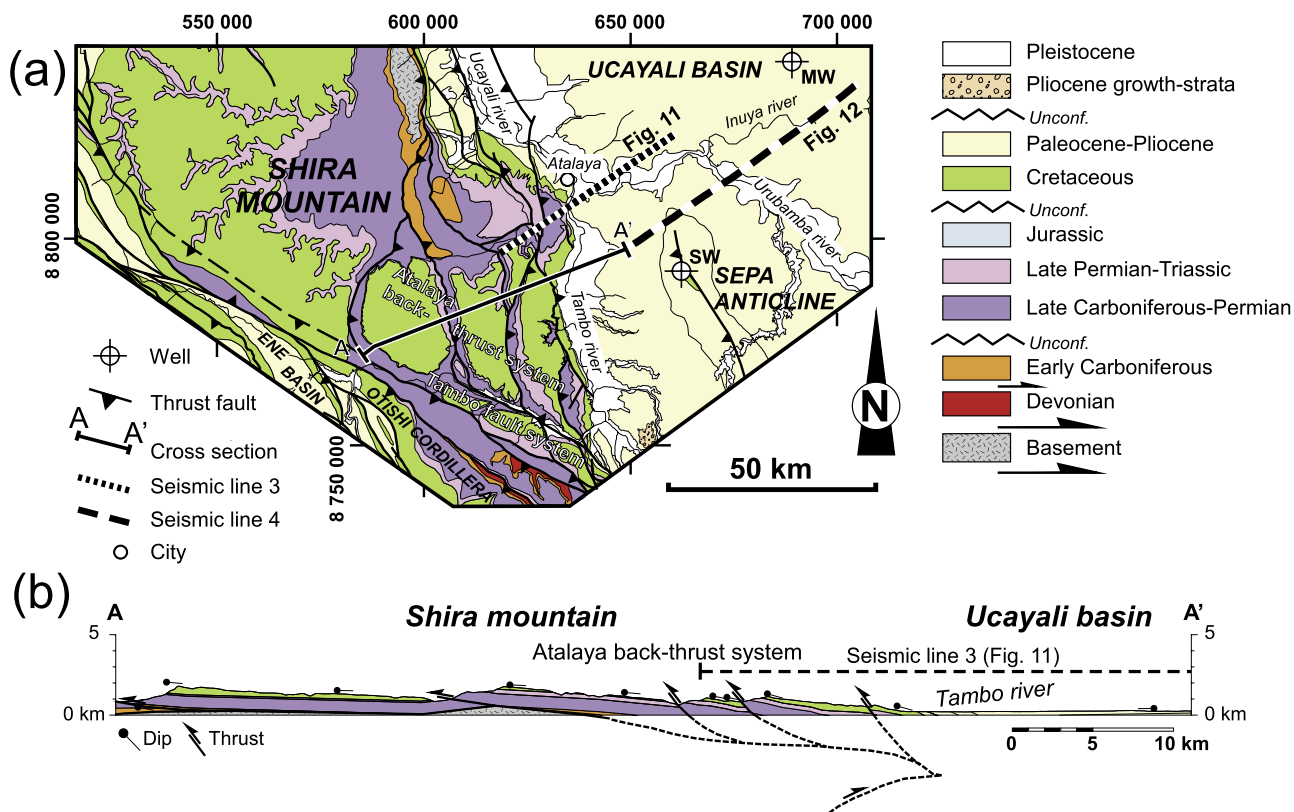 550 000
600 000
650 000
700 000
(a)
8 800 000
8 750 000
UCAYALI BASIN
MW
Ucayali river
Inuya river
Fig. 11
Fig. 12
Atalaya
SHIRA
MOUNTAIN
Urubamba river
A'
SW
SEPA
ANTICLINE
Atalaya
back-
thrust system
Tambo river
A
ENE
BASIN
Tambo fault system
OTISHI CORDILLERA
Well
Thrust fault
A
A'
Cross section
Seismic line 3
Seismic line 4
City
N
50 km
Pleistocene
Pliocene growth-strata
Unconf.
Paleocene-Pliocene
Cretaceous
Unconf.
Jurassic
Late Permian-Triassic
Late Carboniferous-Permian
Unconf.
Early Carboniferous
Devonian
Basement
(b)
A
Shira mountain
Ucayali basin
A'
5
5
Atalaya back-thrust system
Seismic line 3 (Fig. 11)
Tambo river
0 km
0 km
Dip
Thrust
0
5
10 km